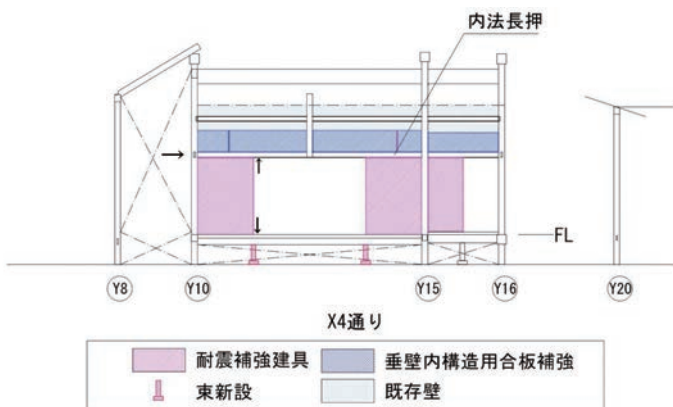 内法長押
FL
Y8 Y10 Y15 Y16 Y20
X4通り
耐震補強建具 垂壁内構造用合板補強
束新設 既存壁